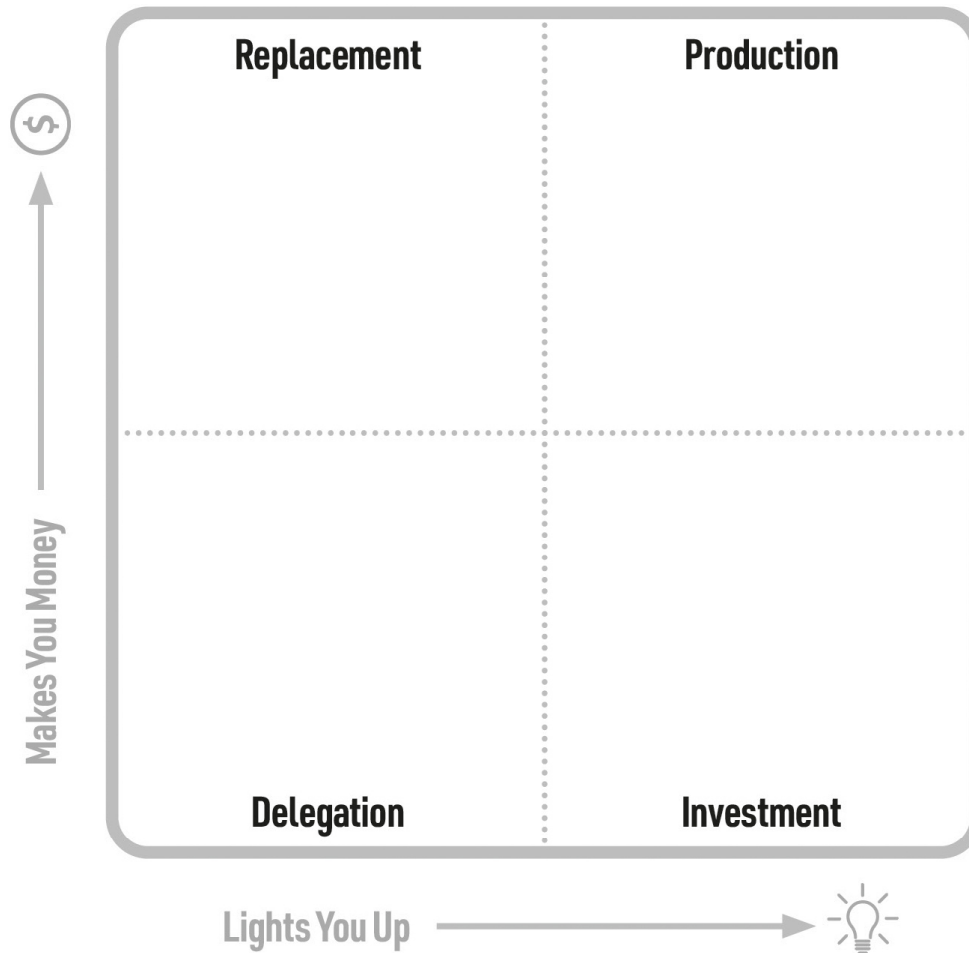 Replacement
Production
$
Makes You Money
Delegation
Investment
Lights You Up